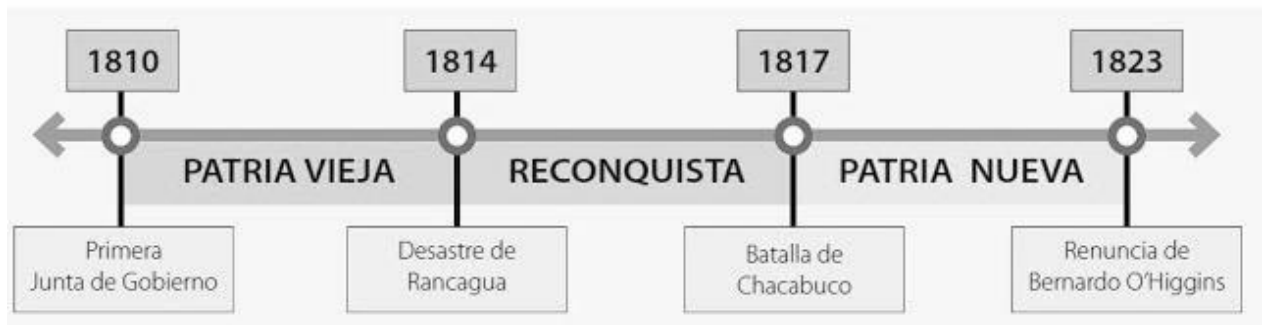 1810
1814
1817
1823
PATRIA VIEJA
RECONQUISTA
PATRIA NUEVA
Primera
Junta de Gobierno
Desastre de
Rancagua
Batalla de
Chacabuco
Renuncia de
Bernardo O'Higgins